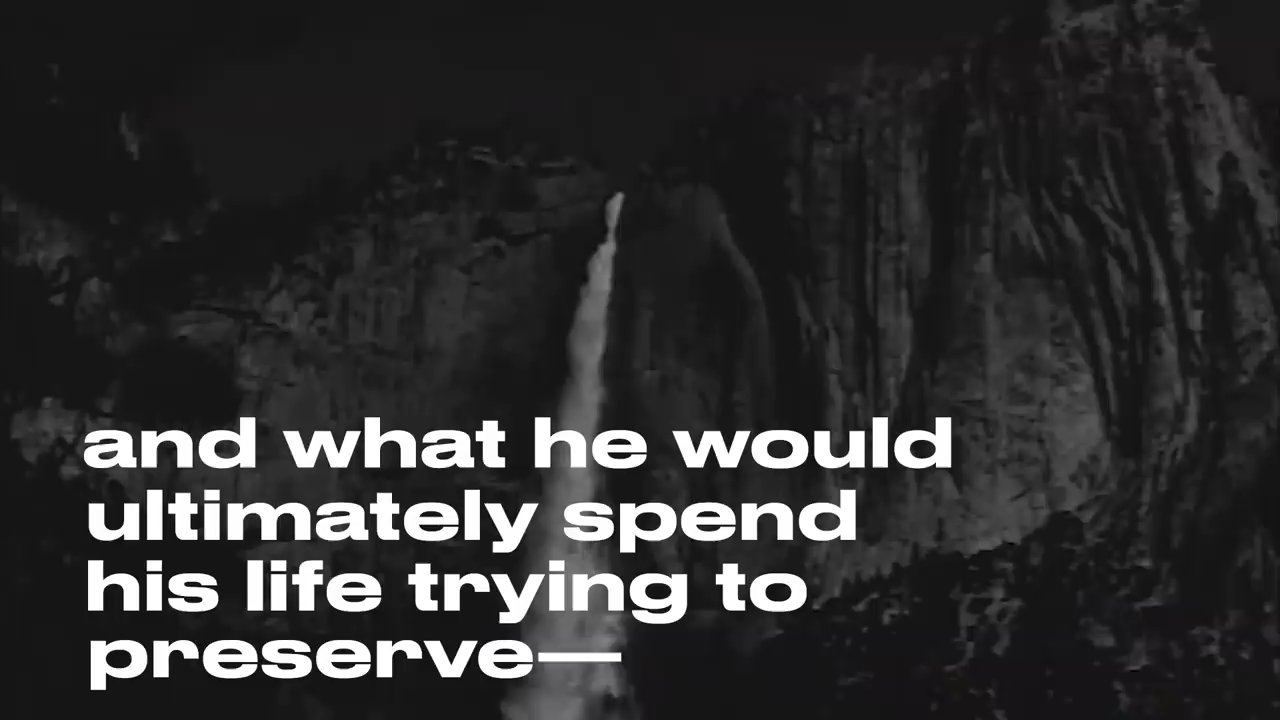 and what he would
ultimately spend
his life trying to
preserve—